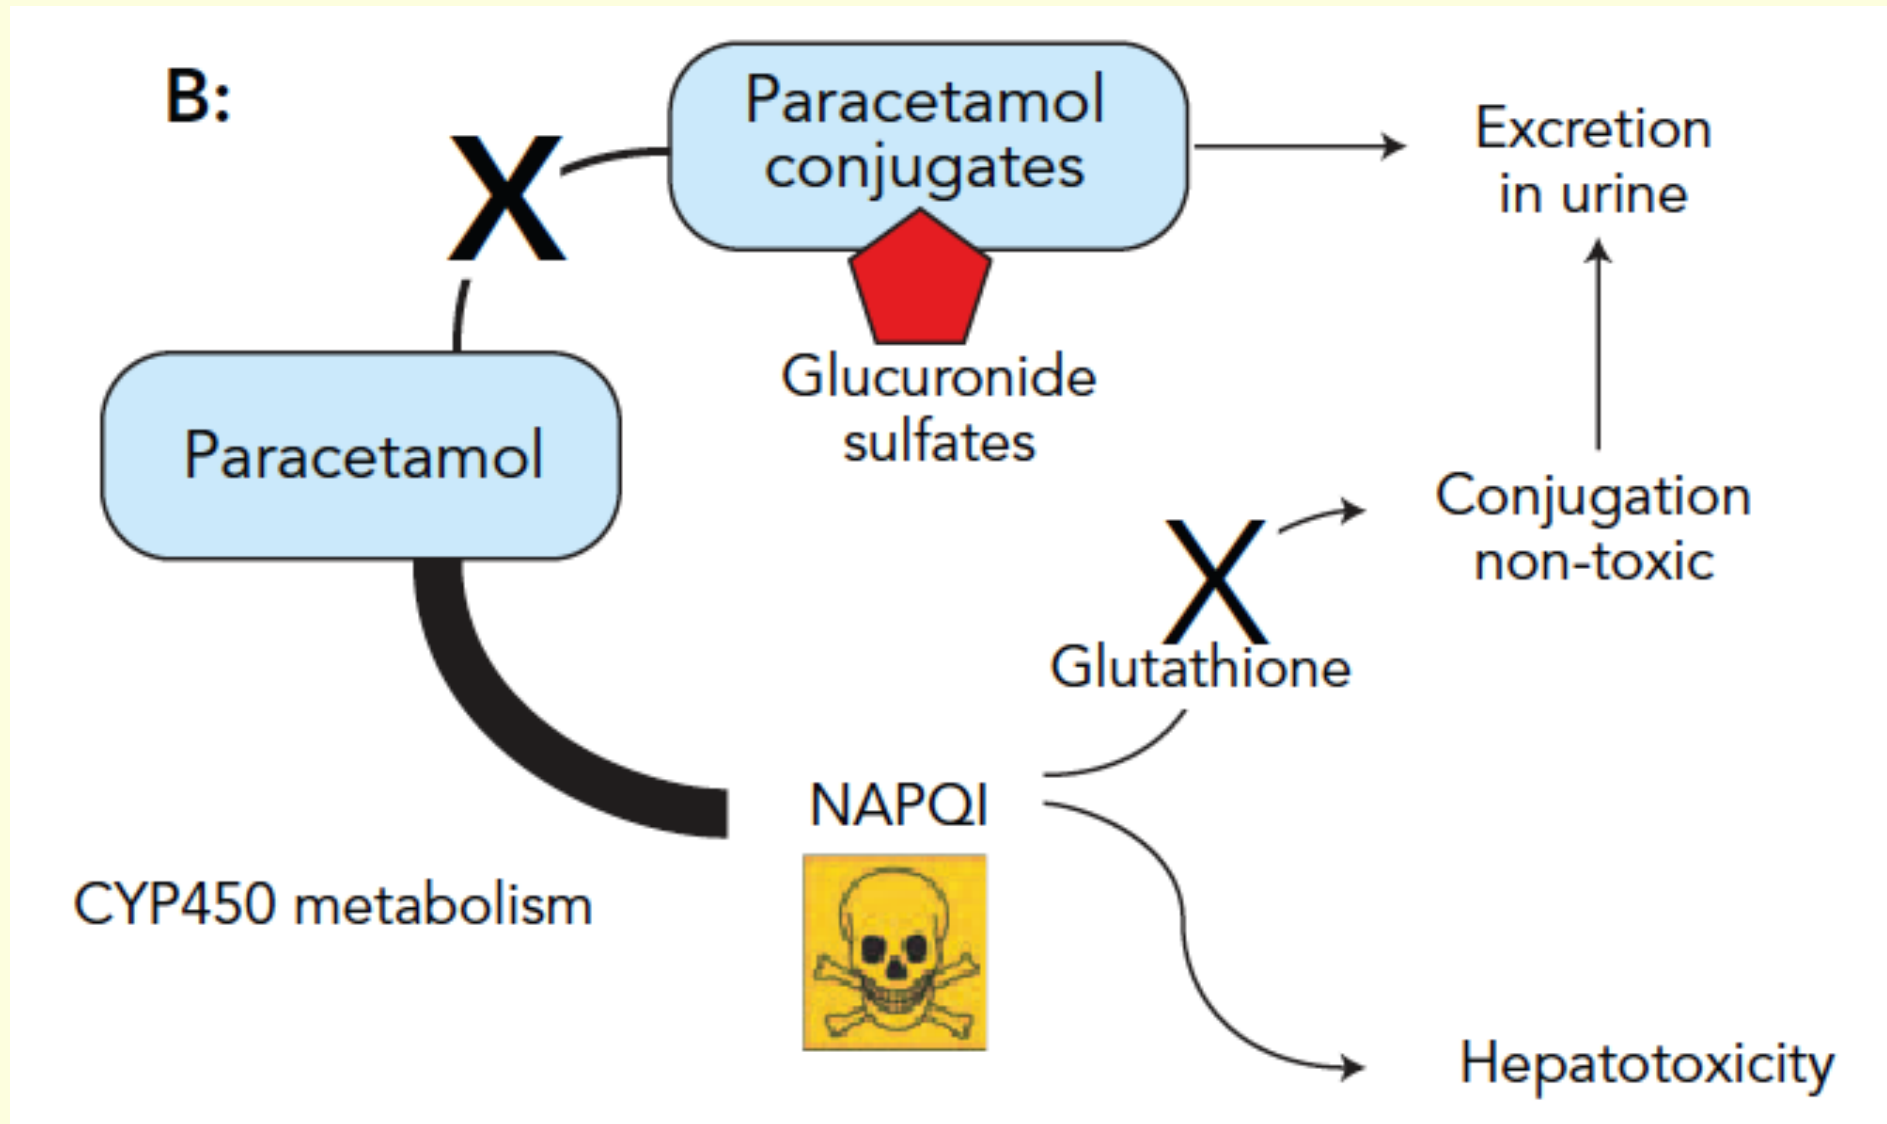 B:
Paracetamol
conjugates
Excretion
in urine
X
Glucuronide
sulfates
Paracetamol
Conjugation
non-toxic
X
Glutathione
NAPQI
CYP450 metabolism
Hepatotoxicity